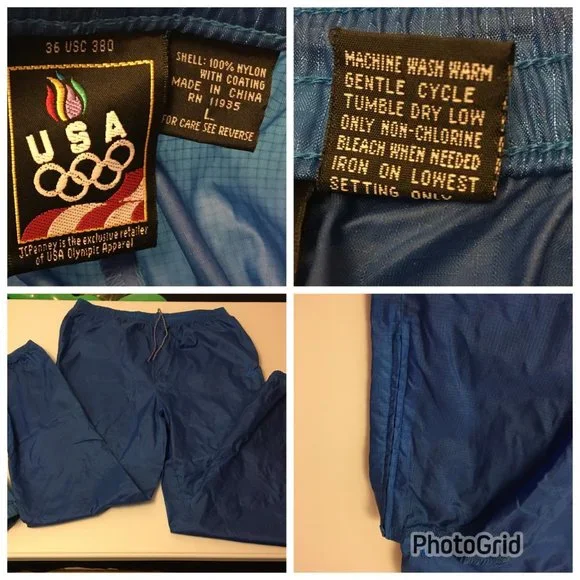 36 USC 380
USA
JCPenney is the exclusive retailer
of USA Olympic Apparel
SHELL: 100% NYLON
WITH COATING
MADE IN CHINA
RN 11935
L
FOR CARE SEE REVERSE
MACHINE WASH WARM
GENTLE CYCLE
TUMBLE DRY LOW
ONLY NON-CHLORINE
BLEACH WHEN NEEDED
IRON ON LOWEST
SETTING ONLY
PhotoGrid